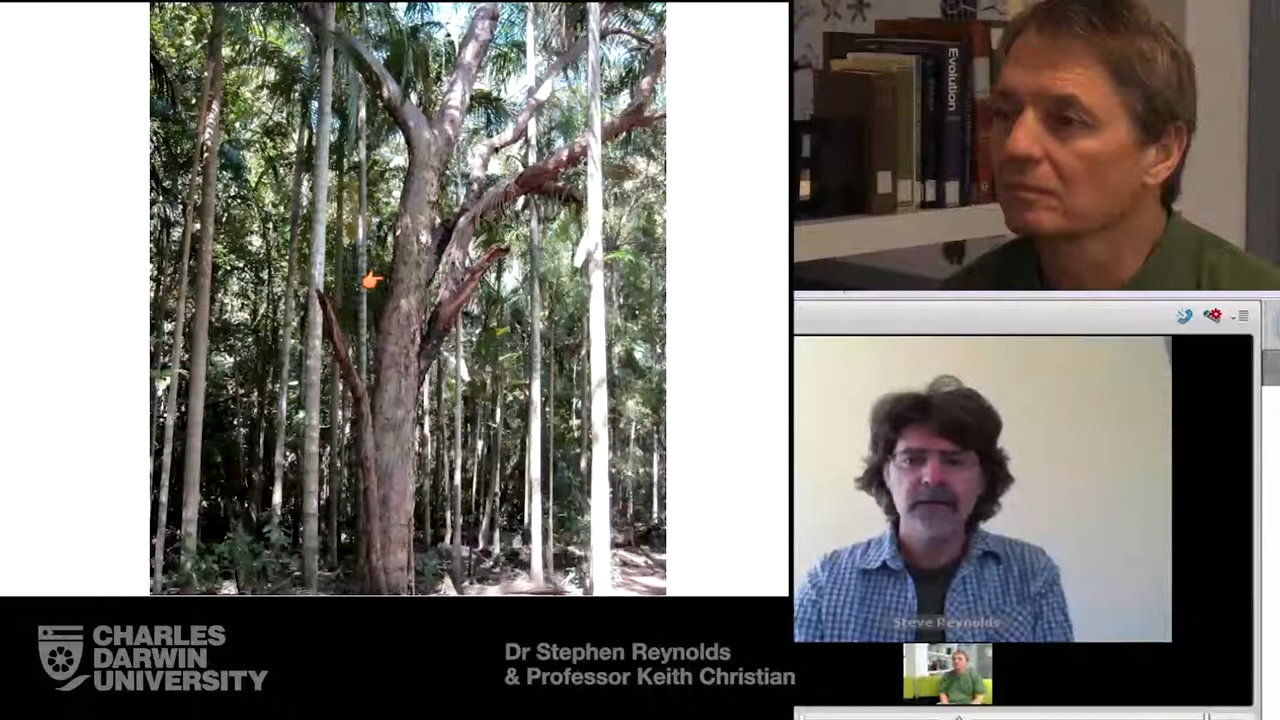 Evolution
Steve Reynolds
CHARLES
DARWIN
UNIVERSITY
Dr Stephen Reynolds
& Professor Keith Christian